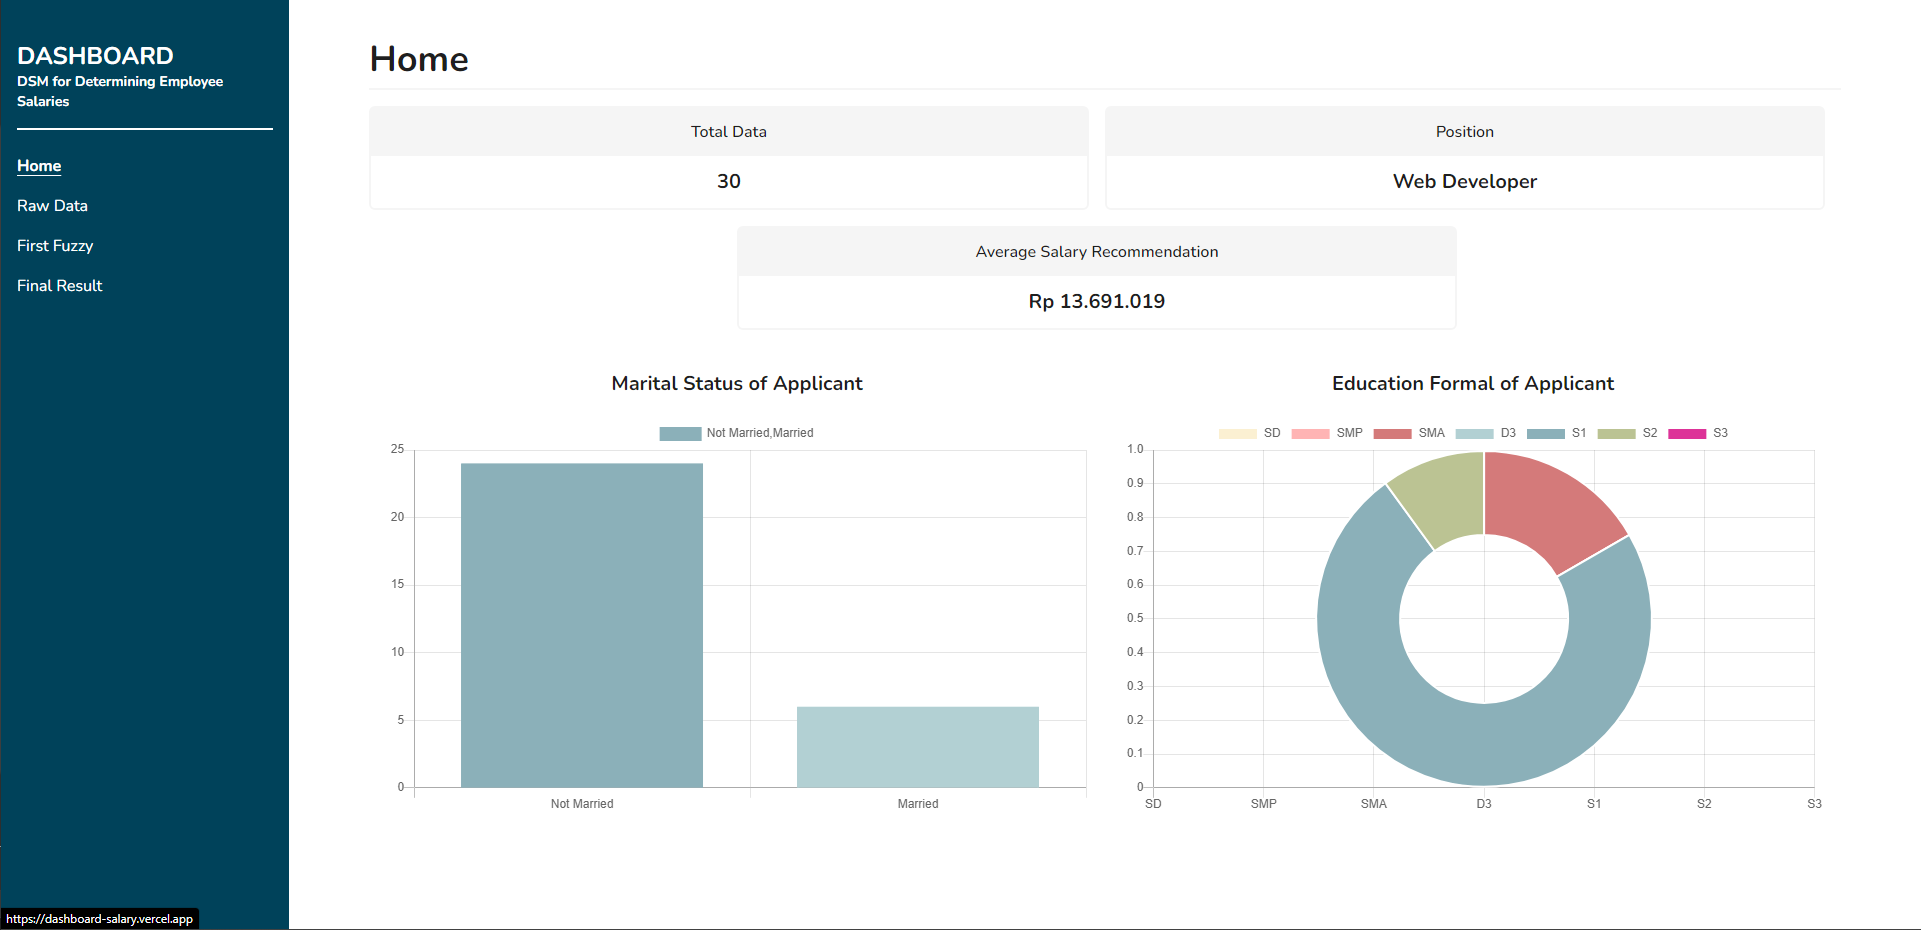 DASHBOARD
DSM for Determining Employee
Salaries
Home
Raw Data
First Fuzzy
Final Result
https://dashboard-salary.vercel.app
Home
Total Data
30
Position
Web Developer
Average Salary Recommendation
Rp 13.691.019
Marital Status of Applicant
Not Married,Married
25
20
15
10
5
0
Not Married Married
Education Formal of Applicant
SD SMP SMA D3 S1 S2 S3
1.0
0.9
0.8
0.7
0.6
0.5
0.4
0.3
0.2
0.1
0
SD SMP SMA D3 S1 S2 S3